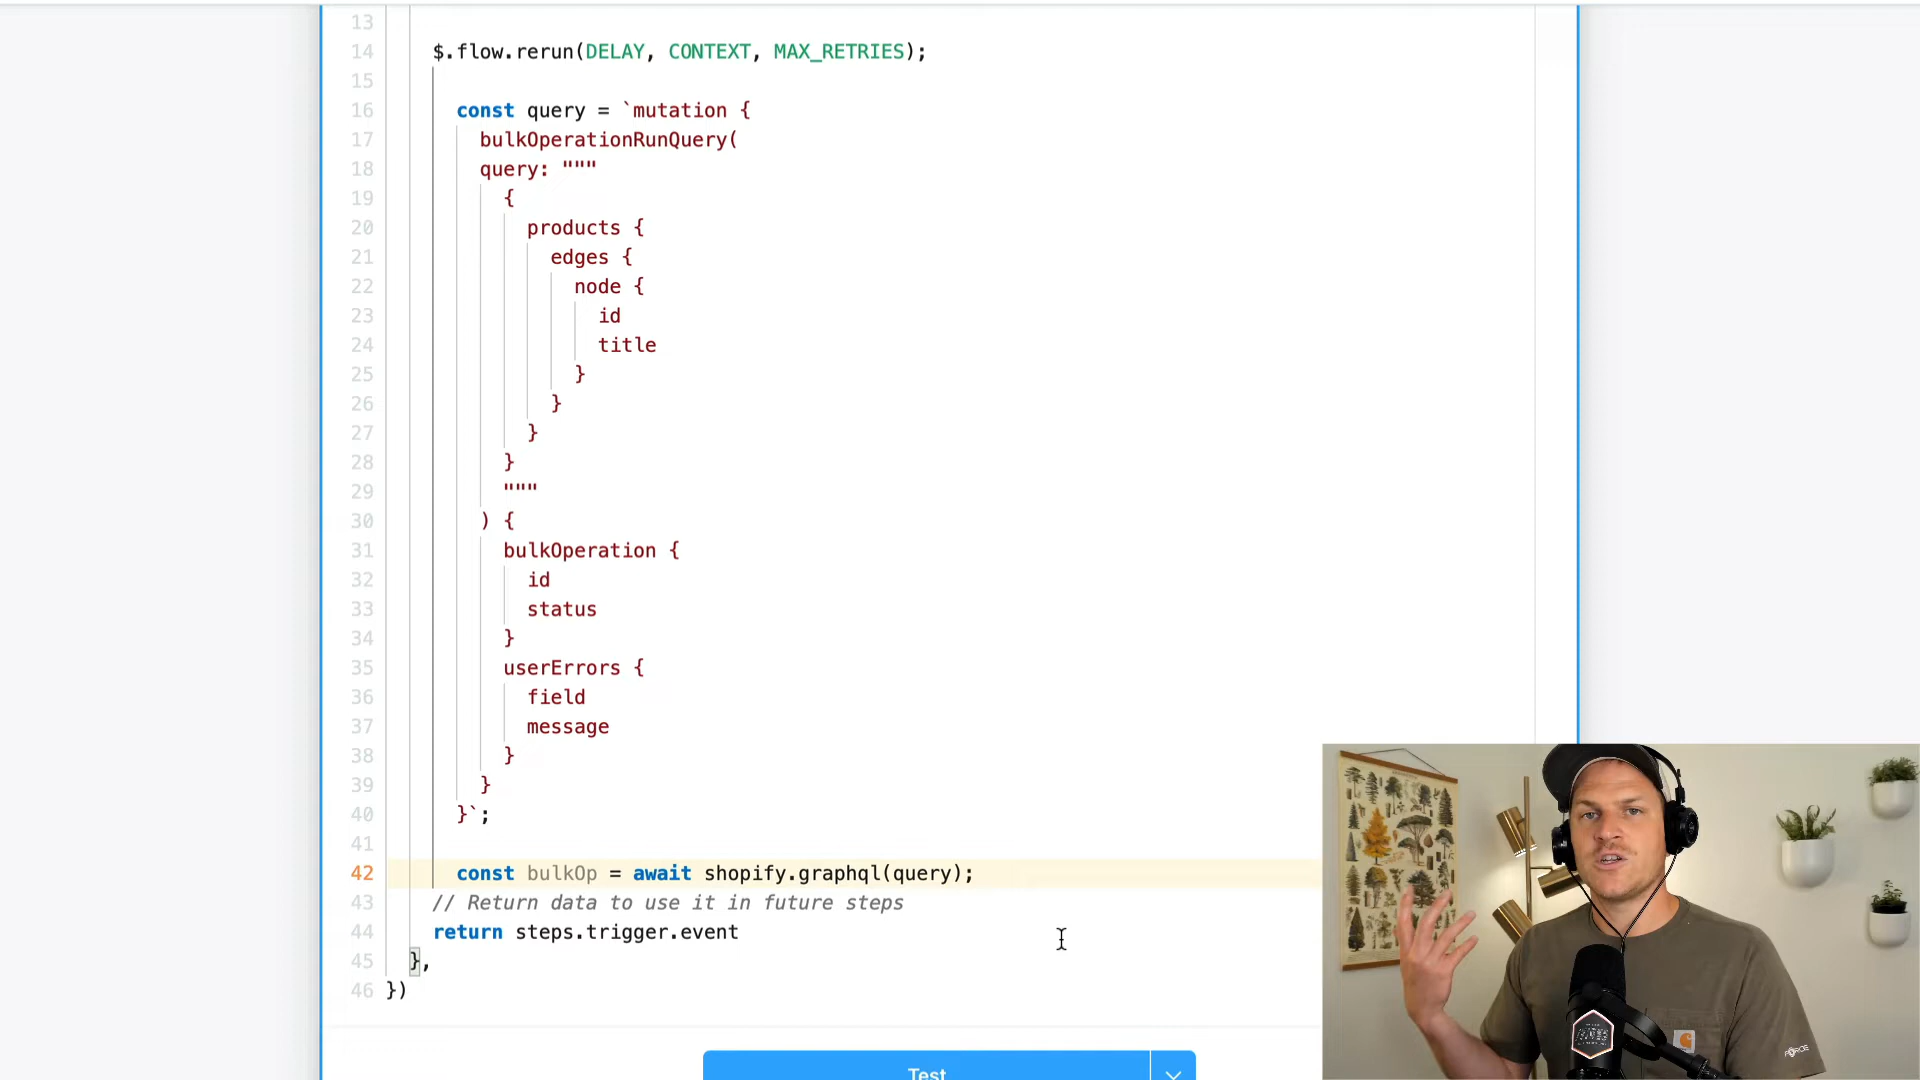 13
14 $.flow.rerun(DELAY, CONTEXT, MAX_RETRIES);
15
16 const query = `mutation {
17 bulkOperationRunQuery(
18 query: """
19 {
20 products {
21 edges {
22 node {
23 id
24 title
25 }
26 }
27 }
28 }
29 """
30 ) {
31 bulkOperation {
32 id
33 status
34 }
35 userErrors {
36 field
37 message
38 }
39 }
40 }`;
41
42 const bulkOp = await shopify.graphql(query);
43 // Return data to use it in future steps
44 return steps.trigger.event
45 },
46 })
Test